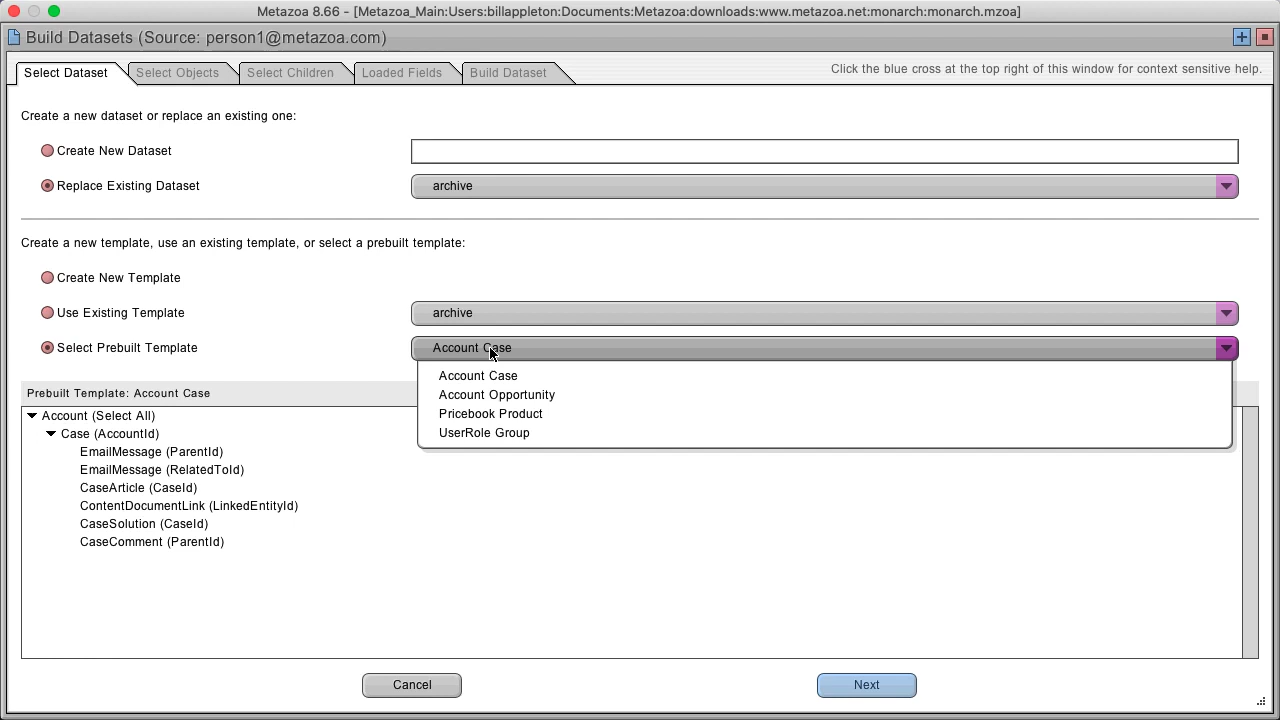 Metazoa 8.66 - [Metazoa_Main:Users:billappleton:Documents:Metazoa:downloads:www.metazoa.net:monarch:monarch.mzoa]
Build Datasets (Source: person1@metazoa.com)
Select Dataset Select Objects Select Children Loaded Fields Build Dataset Click the blue cross at the top right of this window for context sensitive help.
Create a new dataset or replace an existing one:
Create New Dataset
Replace Existing Dataset archive
Create a new template, use an existing template, or select a prebuilt template:
Create New Template
Use Existing Template archive
Select Prebuilt Template Account Case
Account Case
Account Opportunity
Pricebook Product
UserRole Group
Prebuilt Template: Account Case
Account (Select All)
Case (AccountId)
EmailMessage (ParentId)
EmailMessage (RelatedToId)
CaseArticle (CaseId)
ContentDocumentLink (LinkedEntityId)
CaseSolution (CaseId)
CaseComment (ParentId)
Cancel Next